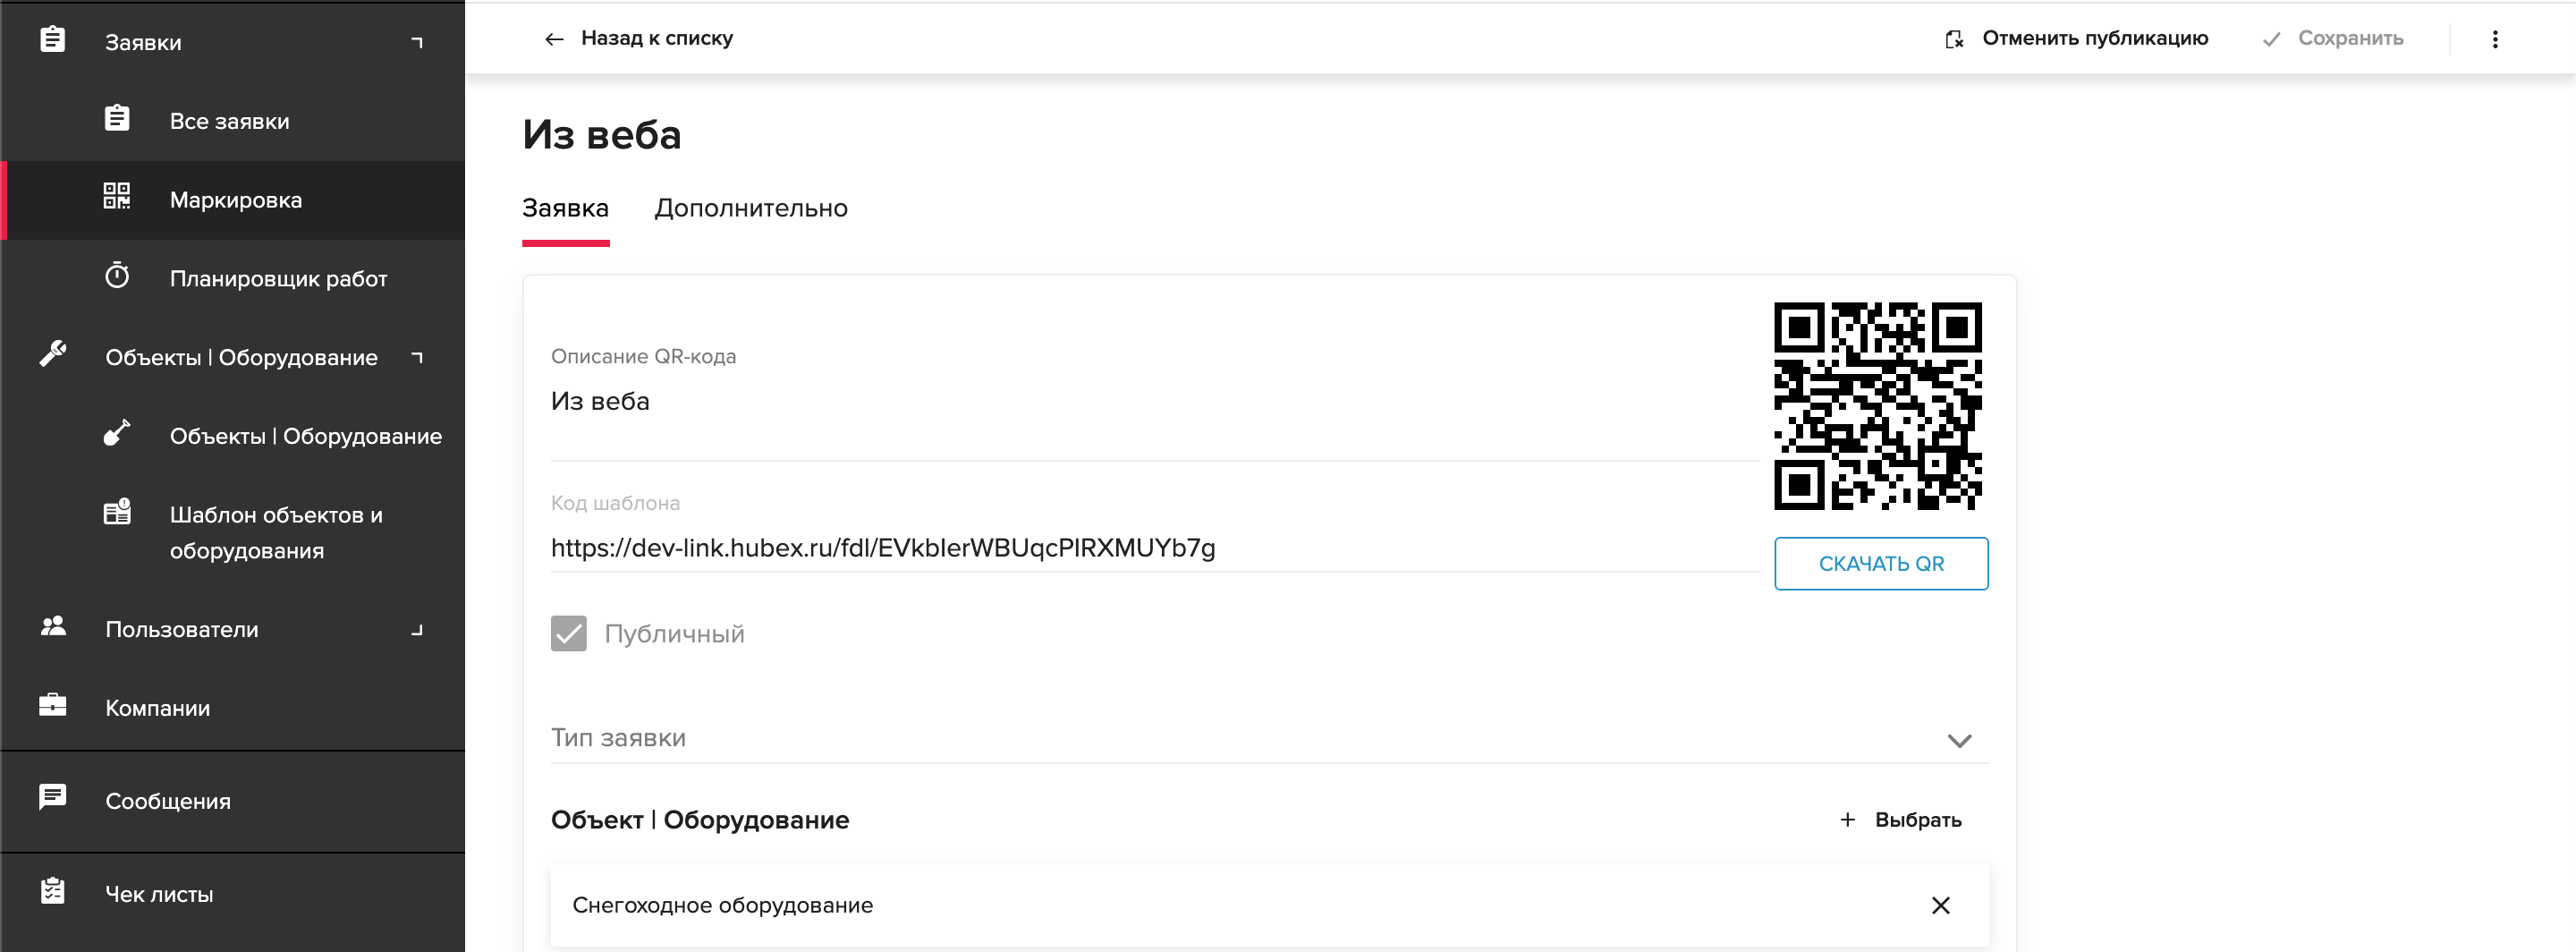 Заявки
Все заявки
Маркировка
Планировщик работ
Объекты | Оборудование
Объекты | Оборудование
Шаблон объектов и
оборудования
Пользователи
Компании
Сообщения
Чек листы
Назад к списку
Отменить публикацию
Сохранить
Из веба
Заявка
Дополнительно
Описание QR-кода
Из веба
Код шаблона
https://dev-link.hubex.ru/fdl/EVkbIerWBUqcPlRXMUYb7g
СКАЧАТЬ QR
Публичный
Тип заявки
Объект | Оборудование
Выбрать
Снегоходное оборудование